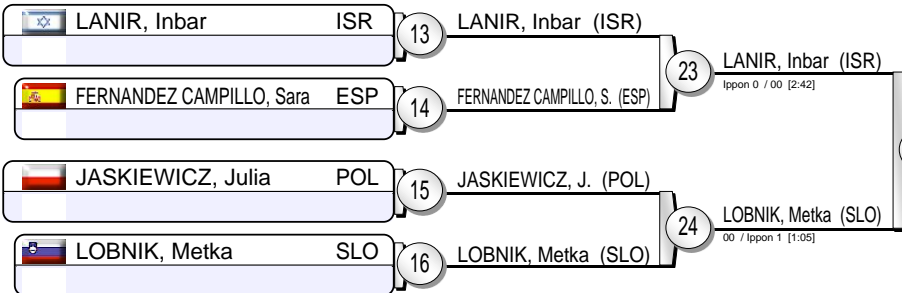 LANIR, Inbar ISR
13
LANIR, Inbar (ISR)
FERNANDEZ CAMPILLO, Sara ESP
14
FERNANDEZ CAMPILLO, S. (ESP)
23
LANIR, Inbar (ISR)
Ippon 0 / 00 [2:42]
JASKIEWICZ, Julia POL
15
JASKIEWICZ, J. (POL)
LOBNIK, Metka SLO
16
LOBNIK, Metka (SLO)
24
LOBNIK, Metka (SLO)
00 / Ippon 1 [1:05]